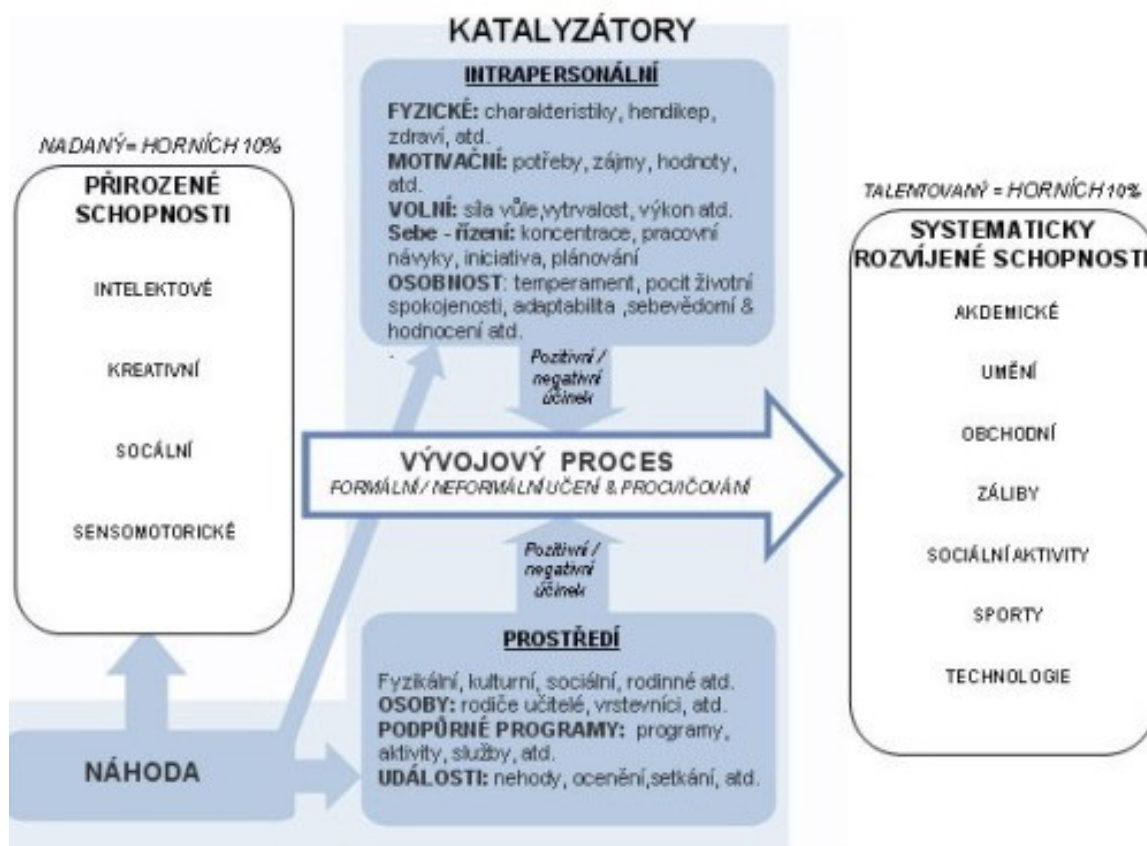 KATALYZÁTORY
INTRAPERSONÁLNÍ
FYZICKÉ: charakteristiky, hendikep,
zdraví, atd.
MOTIVAČNÍ: potřeby, zájmy, hodnoty,
atd.
VOLNÍ: síla vůle,vytrvalost, výkon atd.
Sebe - řízení: koncentrace, pracovní
návyky, iniciativa, plánování
OSOBNOST: temperament, pocit životní
spokojenosti, adaptabilita ,sebevědomí &
hodnocení atd.
.
NADANÝ= HORNÍCH 10%
PŘIROZENÉ
SCHOPNOSTI
INTELEKTOVÉ
KREATIVNÍ
SOCÁLNÍ
SENSOMOTORICKÉ
Pozitivní /
negativní
účinek
VÝVOJOVÝ PROCES
FORMÁLNÍ / NEFORMÁLNÍ UČENÍ & PROCVIČOVÁNÍ
Pozitivní /
negativní
účinek
PROSTŘEDÍ
Fyzikální, kulturní, sociální, rodinné atd.
OSOBY: rodiče učitelé, vrstevníci, atd.
PODPŮRNÉ PROGRAMY: programy,
aktivity, služby, atd.
UDÁLOSTI: nehody, ocenění,setkání, atd.
NÁHODA
TALENTOVANÝ = HORNÍCH 10%
SYSTEMATICKY
ROZVÍJENÉ SCHOPNOSTI
AKDEMICKÉ
UMĚNÍ
OBCHODNÍ
ZÁLIBY
SOCIÁLNÍ AKTIVITY
SPORTY
TECHNOLOGIE